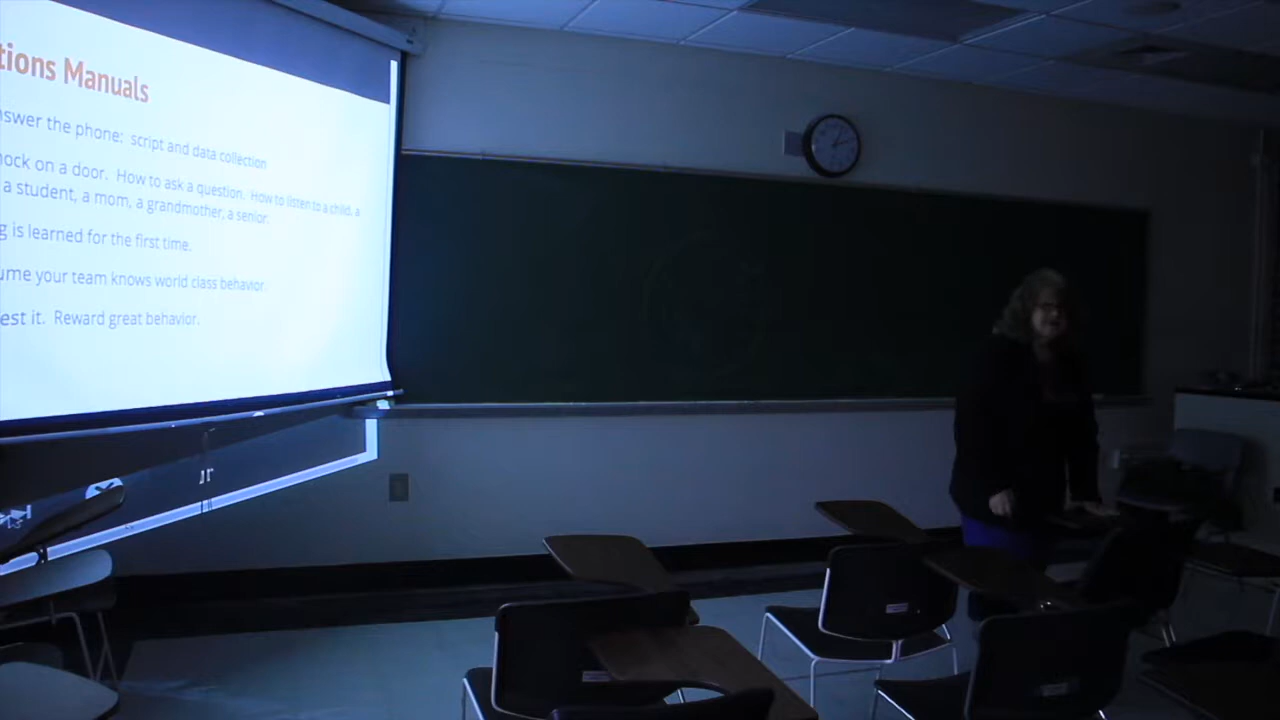 tions Manuals
nswer the phone: script and data collection
nock on a door. How to ask a question. How to listen to a child, a
a student, a mom, a grandmother, a senior.
g is learned for the first time.
ume your team knows world class behavior.
est it. Reward great behavior.